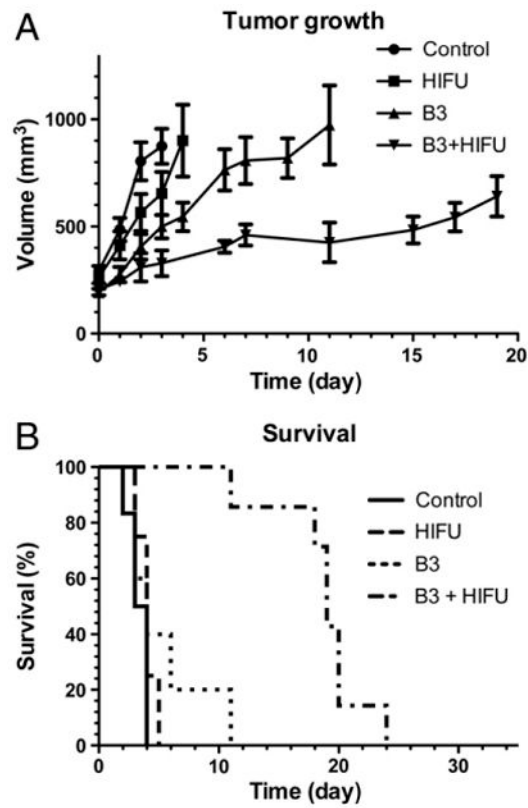 A
Tumor growth
Control
HIFU
B3
B3+HIFU
Volume (mm³)
1000
500
0
0 5 10 15 20
Time (day)
B
Survival
Control
HIFU
B3
B3 + HIFU
Survival (%)
100
80
60
40
20
0
0 10 20 30
Time (day)